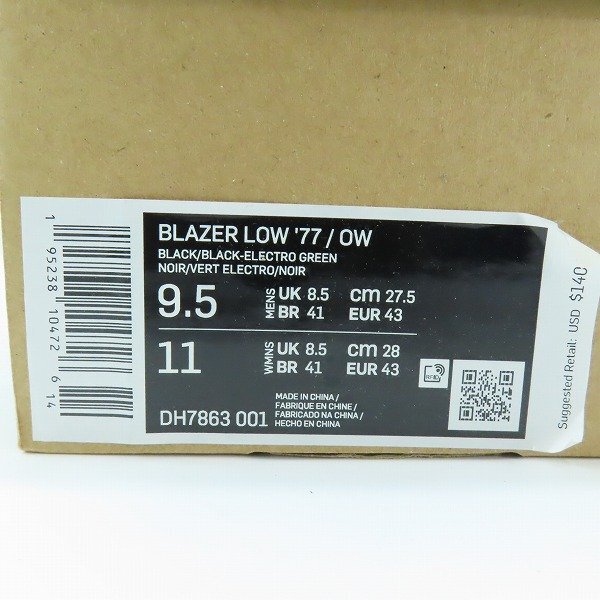 BLAZER LOW '77 / OW
BLACK/BLACK-ELECTRO GREEN
NOIR/VERT ELECTRO/NOIR
9.5 MENS UK 8.5 cm 27.5
BR 41 EUR 43
11 WMNS UK 8.5 cm 28
BR 41 EUR 43
DH7863 001
MADE IN CHINA /
FABRIQUE EN CHINE /
FABRICADO NA CHINA /
HECHO EN CHINA
RFID
1 95238 10472 6 14
Suggested Retail: USD $140